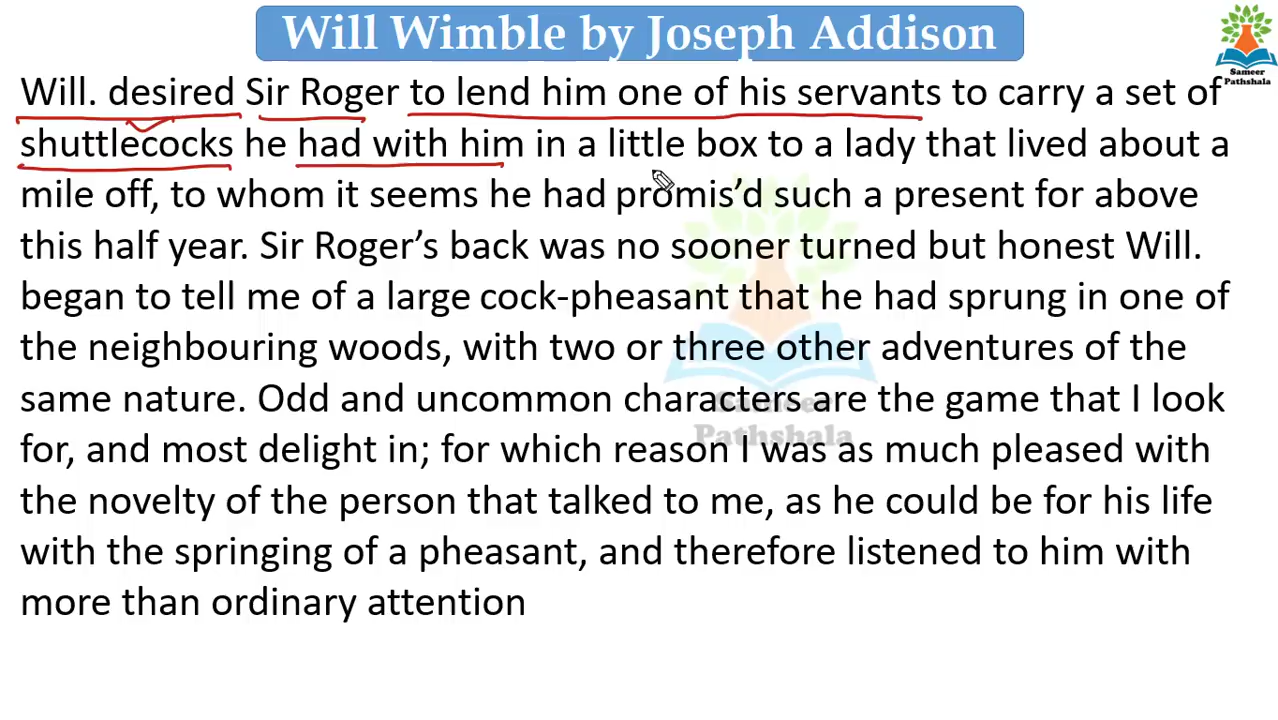 Will Wimble by Joseph Addison
Sameer
Pathshala
Will. desired Sir Roger to lend him one of his servants to carry a set of
shuttlecocks he had with him in a little box to a lady that lived about a
mile off, to whom it seems he had promis’d such a present for above
this half year. Sir Roger’s back was no sooner turned but honest Will.
began to tell me of a large cock-pheasant that he had sprung in one of
the neighbouring woods, with two or three other adventures of the
same nature. Odd and uncommon characters are the game that I look
for, and most delight in; for which reason I was as much pleased with
the novelty of the person that talked to me, as he could be for his life
with the springing of a pheasant, and therefore listened to him with
more than ordinary attention
Sameer
Pathshala